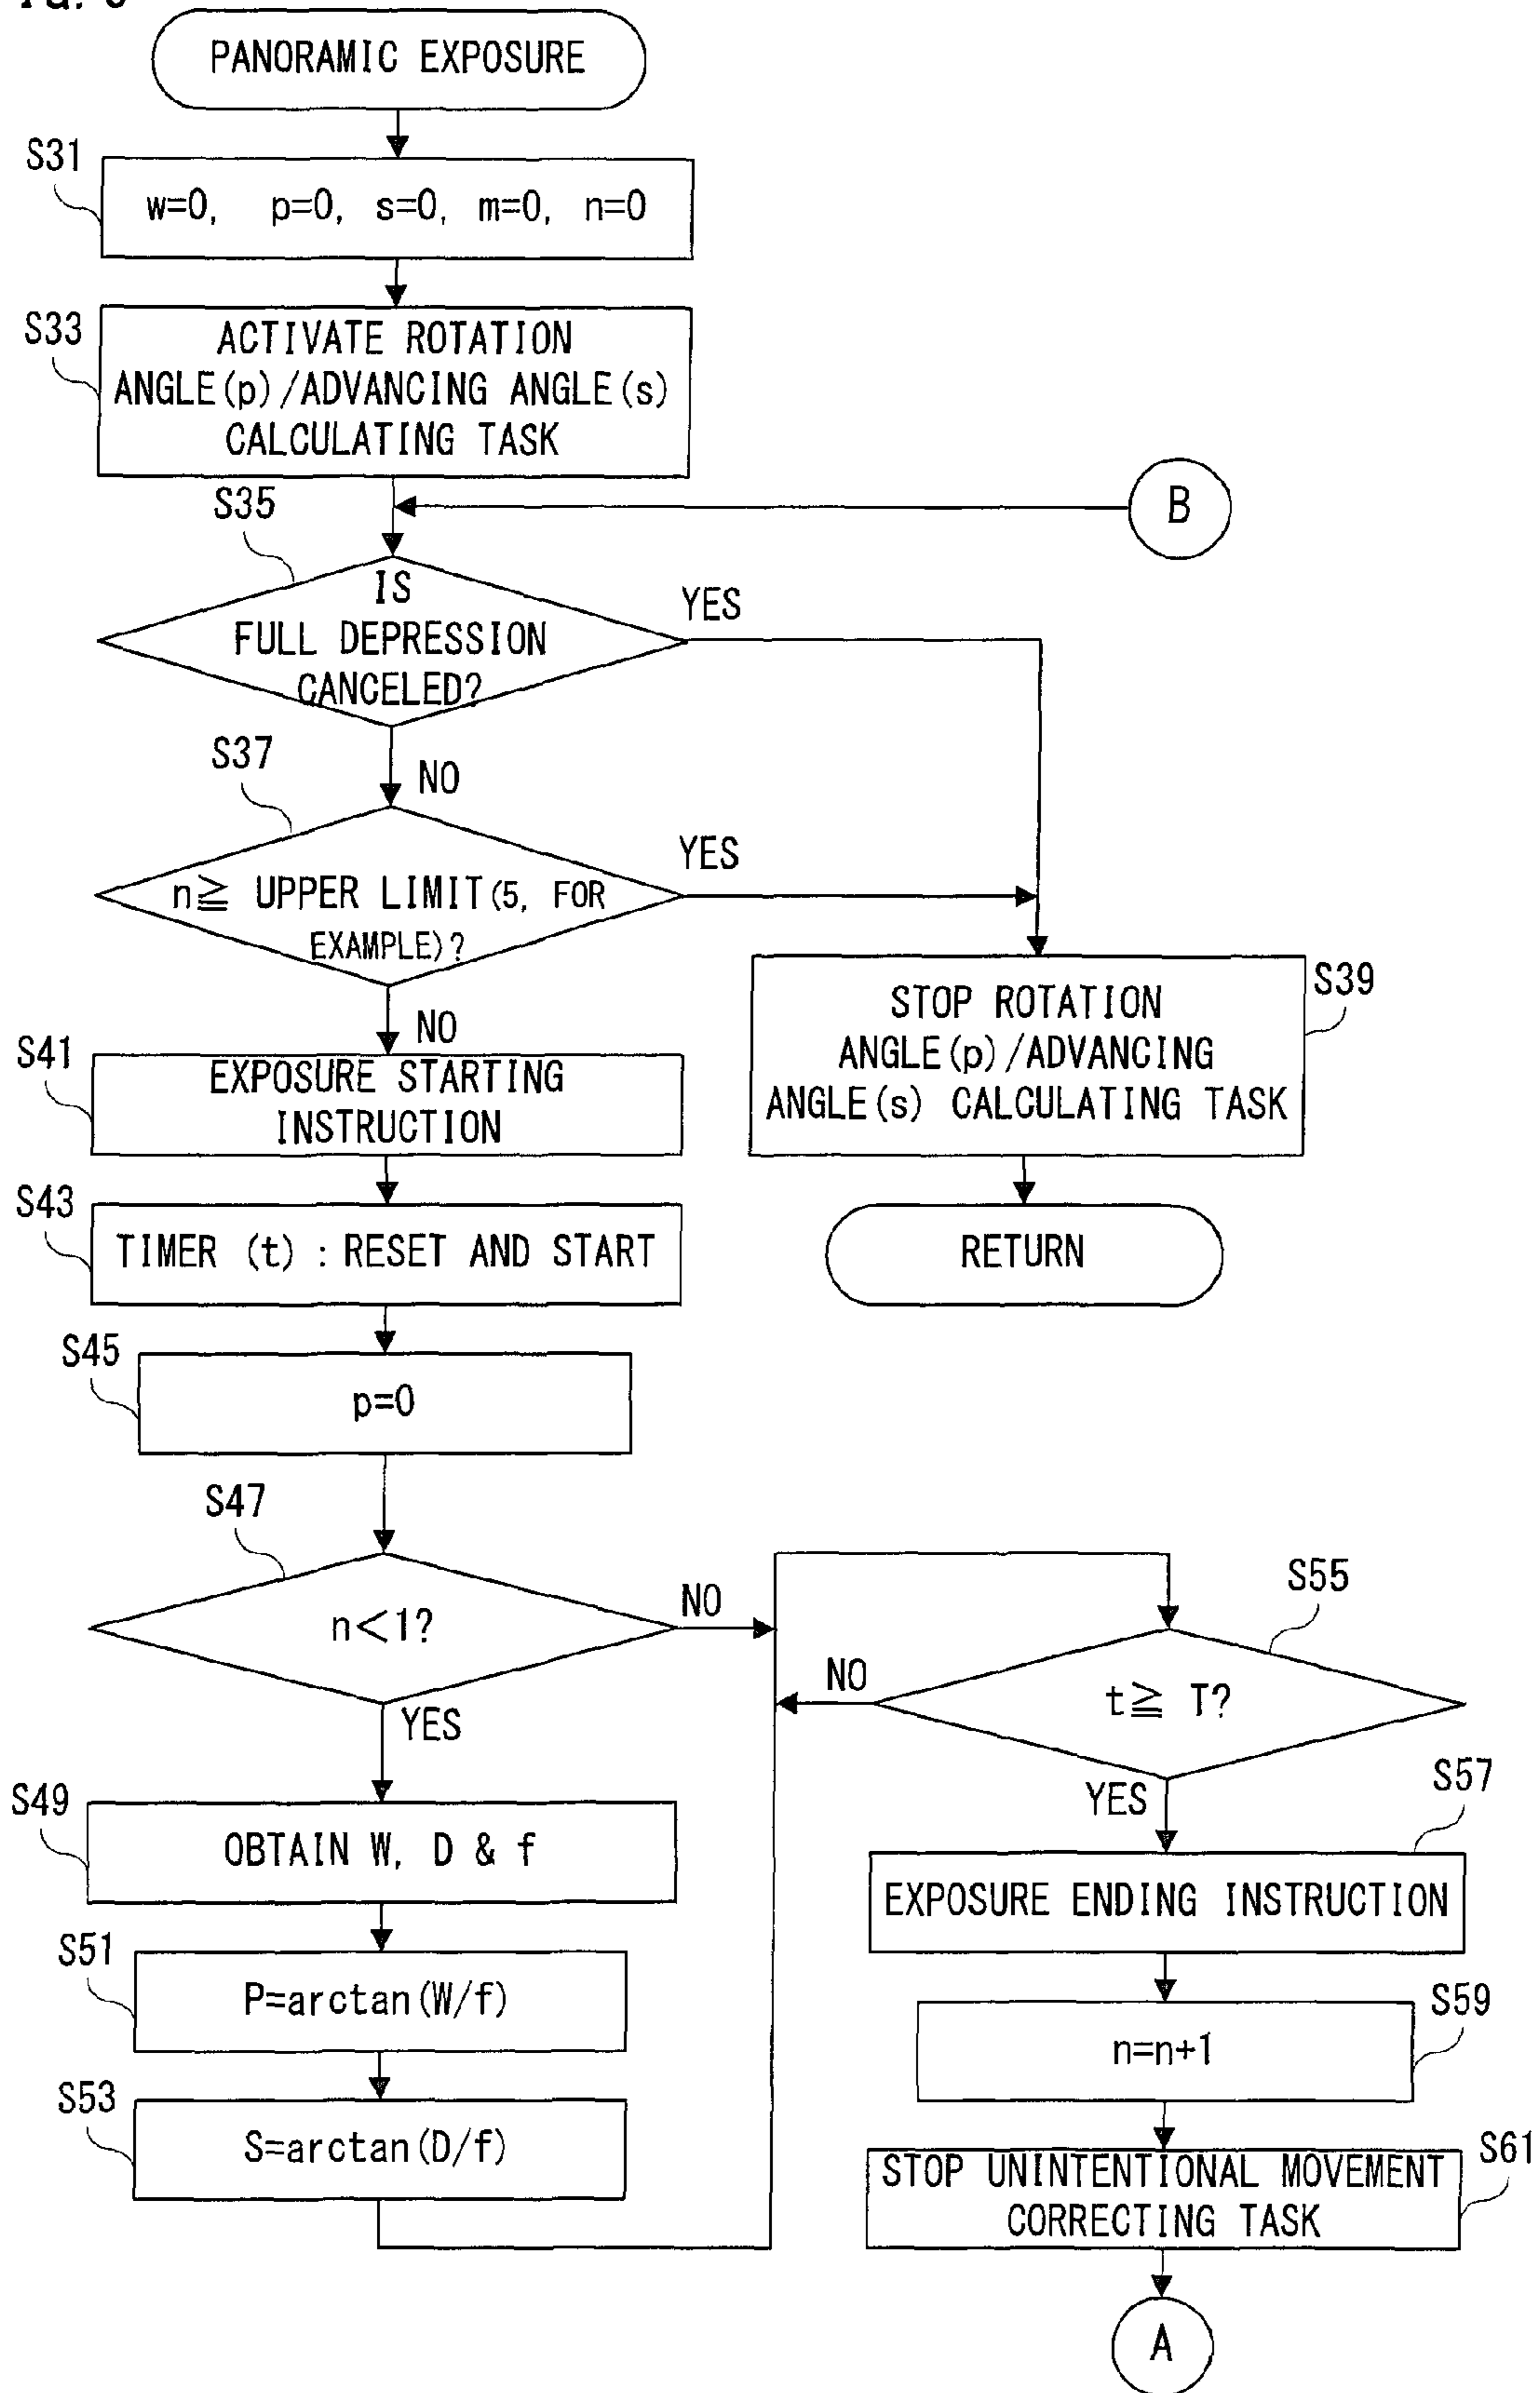 PANORAMIC EXPOSURE
S31
w=0, p=0, s=0, m=0, n=0
S33
ACTIVATE ROTATION
ANGLE(p)/ADVANCING ANGLE(s)
CALCULATING TASK
B
S35
IS
FULL DEPRESSION
CANCELED?
YES
NO
S37
n≧ UPPER LIMIT(5, FOR
EXAMPLE)?
YES
NO
S39
STOP ROTATION
ANGLE(p)/ADVANCING
ANGLE(s) CALCULATING TASK
RETURN
S41
EXPOSURE STARTING
INSTRUCTION
S43
TIMER (t) : RESET AND START
S45
p=0
S47
n<1?
NO
YES
S49
OBTAIN W, D & f
S51
P=arctan(W/f)
S53
S=arctan(D/f)
S55
t≧ T?
NO
YES
S57
EXPOSURE ENDING INSTRUCTION
S59
n=n+1
S61
STOP UNINTENTIONAL MOVEMENT
CORRECTING TASK
A